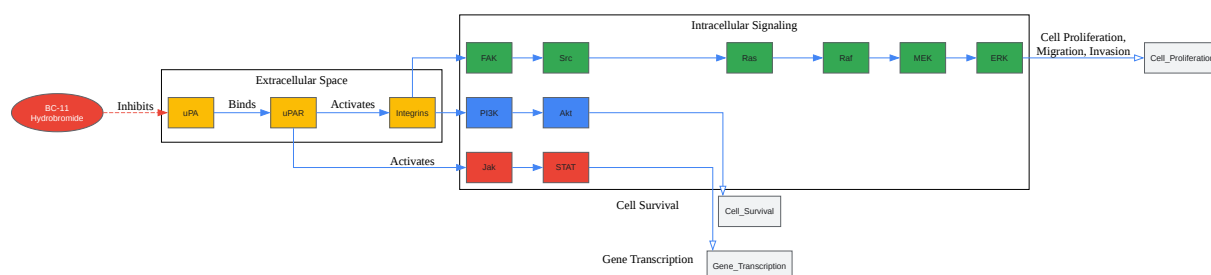 Intracellular Signaling
Cell Proliferation,
Migration, Invasion
FAK
Src
Ras
Raf
MEK
ERK
Cell_Proliferation
Extracellular Space
BC-11
Hydrobromide
Inhibits
uPA
Binds
uPAR
Activates
Integrins
PI3K
Akt
Activates
Jak
STAT
Cell Survival
Cell_Survival
Gene Transcription
Gene_Transcription